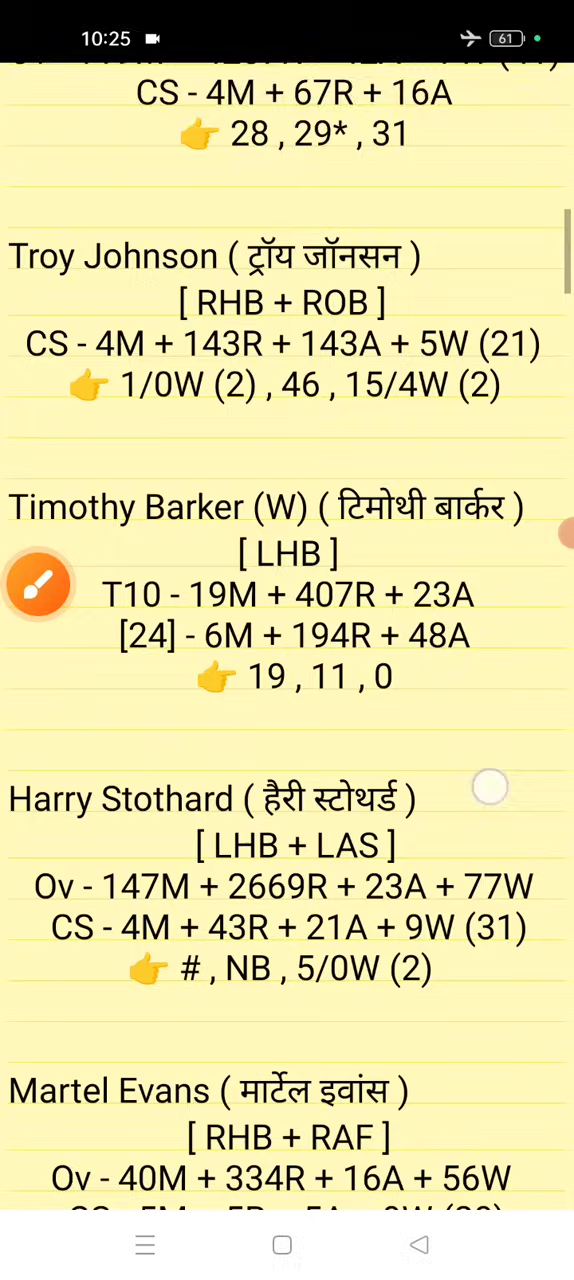 10:25
61
CS - 4M + 67R + 16A
👉 28 , 29* , 31
Troy Johnson ( ट्रॉय जॉनसन )
[ RHB + ROB ]
CS - 4M + 143R + 143A + 5W (21)
👉 1/0W (2) , 46 , 15/4W (2)
Timothy Barker (W) ( टिमोथी बार्कर )
[ LHB ]
T10 - 19M + 407R + 23A
[24] - 6M + 194R + 48A
👉 19 , 11 , 0
Harry Stothard ( हैरी स्टोथर्ड )
[ LHB + LAS ]
Ov - 147M + 2669R + 23A + 77W
CS - 4M + 43R + 21A + 9W (31)
👉 # , NB , 5/0W (2)
Martel Evans ( मार्टेल इवांस )
[ RHB + RAF ]
Ov - 40M + 334R + 16A + 56W